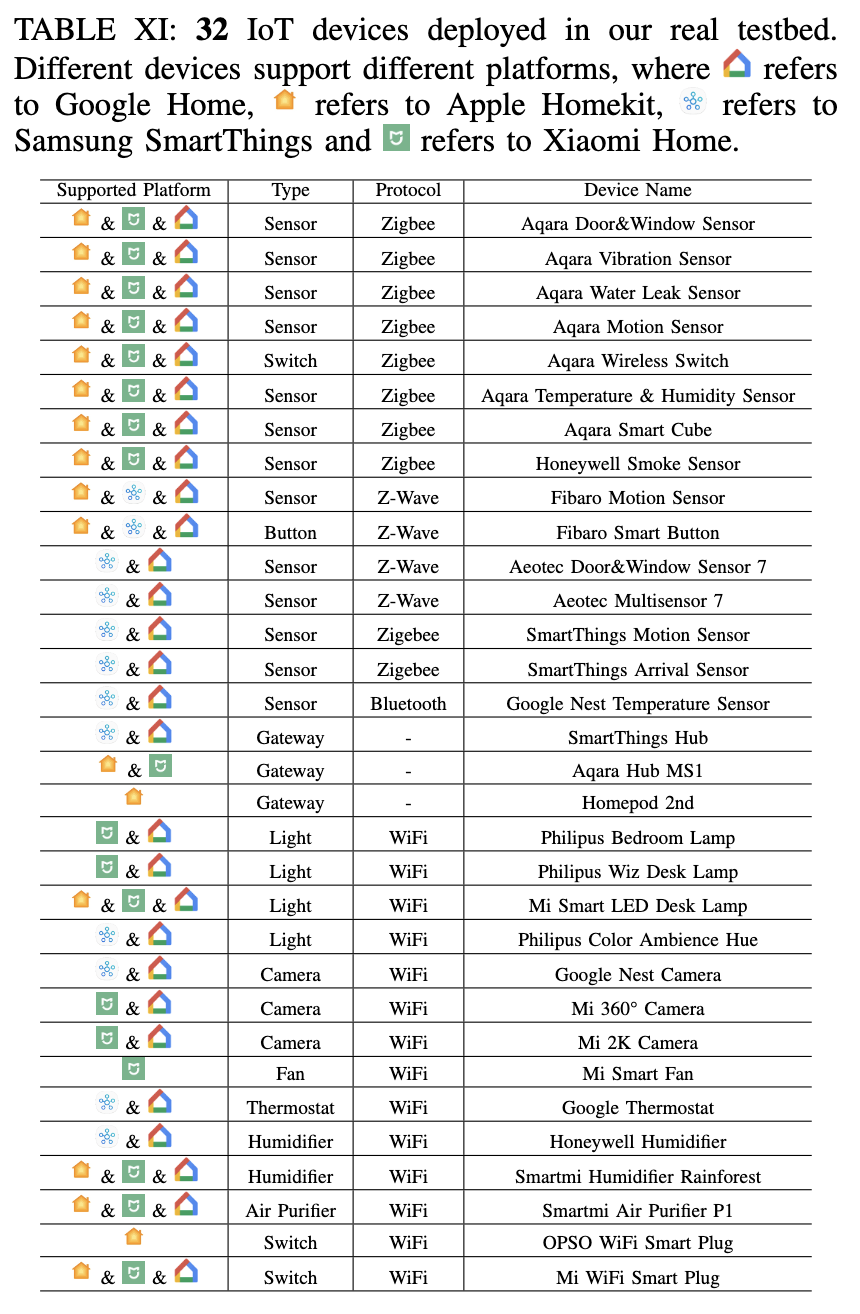 TABLE XI: 32 IoT devices deployed in our real testbed.
Different devices support different platforms, where refers
to Google Home, refers to Apple Homekit, refers to
Samsung SmartThings and refers to Xiaomi Home.
Supported Platform Type Protocol Device Name
& & Sensor Zigbee Aqara Door&Window Sensor
& & Sensor Zigbee Aqara Vibration Sensor
& & Sensor Zigbee Aqara Water Leak Sensor
& & Sensor Zigbee Aqara Motion Sensor
& & Switch Zigbee Aqara Wireless Switch
& & Sensor Zigbee Aqara Temperature & Humidity Sensor
& & Sensor Zigbee Aqara Smart Cube
& & Sensor Zigbee Honeywell Smoke Sensor
& & Sensor Z-Wave Fibaro Motion Sensor
& & Button Z-Wave Fibaro Smart Button
& Sensor Z-Wave Aeotec Door&Window Sensor 7
& Sensor Z-Wave Aeotec Multisensor 7
& Sensor Zigebee SmartThings Motion Sensor
& Sensor Zigebee SmartThings Arrival Sensor
& Sensor Bluetooth Google Nest Temperature Sensor
& Gateway - SmartThings Hub
& Gateway - Aqara Hub MS1
Gateway - Homepod 2nd
& Light WiFi Philipus Bedroom Lamp
& Light WiFi Philipus Wiz Desk Lamp
& & Light WiFi Mi Smart LED Desk Lamp
& Light WiFi Philipus Color Ambience Hue
& Camera WiFi Google Nest Camera
& Camera WiFi Mi 360° Camera
& Camera WiFi Mi 2K Camera
Fan WiFi Mi Smart Fan
& Thermostat WiFi Google Thermostat
& Humidifier WiFi Honeywell Humidifier
& & Humidifier WiFi Smartmi Humidifier Rainforest
& & Air Purifier WiFi Smartmi Air Purifier P1
Switch WiFi OPSO WiFi Smart Plug
& & Switch WiFi Mi WiFi Smart Plug